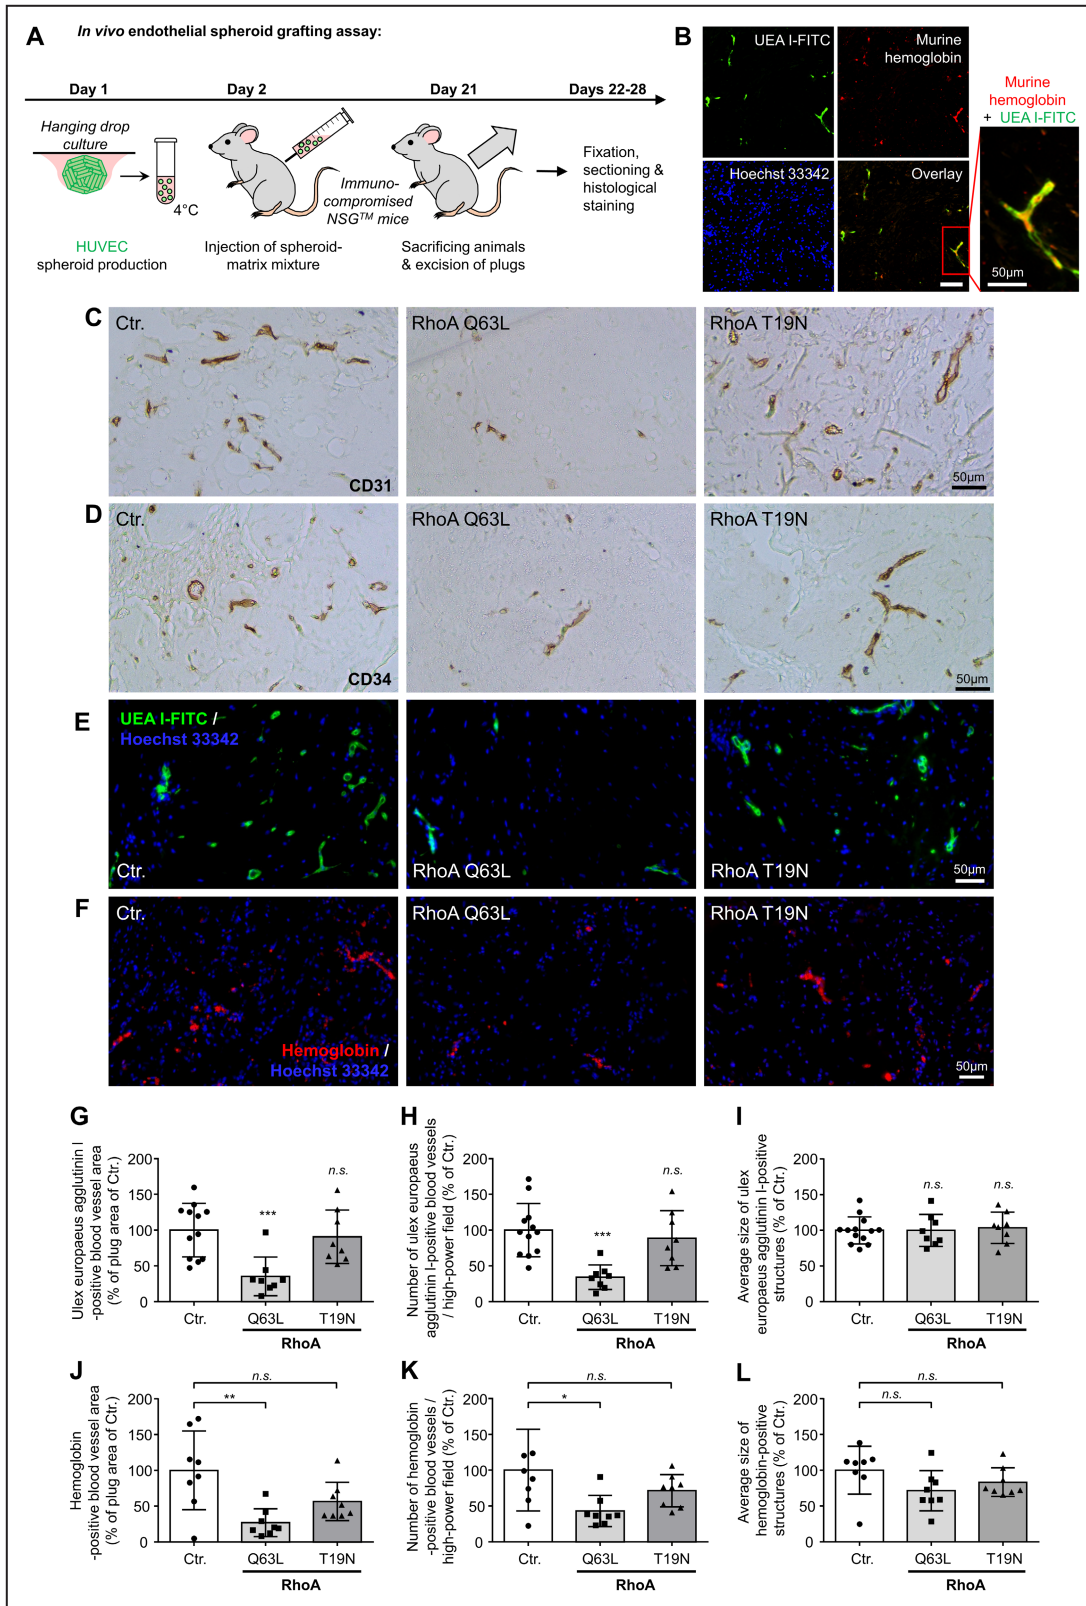 A
In vivo endothelial spheroid grafting assay:
Day 1
Day 2
Day 21
Days 22-28
Hanging drop
culture
4°C
Immuno-
compromised
NSG™ mice
Fixation,
sectioning &
histological
staining
HUVEC
spheroid production
Injection of spheroid-
matrix mixture
Sacrificing animals
& excision of plugs
B
UEA I-FITC
Murine
hemoglobin
Hoechst 33342
Overlay
Murine
hemoglobin
+ UEA I-FITC
50µm
C
Ctr.
RhoA Q63L
RhoA T19N
CD31
50µm
D
Ctr.
RhoA Q63L
RhoA T19N
CD34
50µm
E
UEA I-FITC /
Hoechst 33342
Ctr.
RhoA Q63L
RhoA T19N
50µm
F
Ctr.
RhoA Q63L
RhoA T19N
Hemoglobin /
Hoechst 33342
50µm
G
Ulex europaeus agglutinin I
-positive blood vessel area
(% of plug area of Ctr.)
200
150
100
50
0
***
n.s.
Ctr.
Q63L
T19N
RhoA
H
Number of ulex europaeus
agglutinin I-positive blood vessels
/ high-power field (% of Ctr.)
200
150
100
50
0
***
n.s.
Ctr.
Q63L
T19N
RhoA
I
Average size of ulex
europaeus agglutinin I-positive
structures (% of Ctr.)
200
150
100
50
0
n.s.
n.s.
Ctr.
Q63L
T19N
RhoA
J
Hemoglobin
-positive blood vessel area
(% of plug area of Ctr.)
200
150
100
50
0
n.s.
**
Ctr.
Q63L
T19N
RhoA
K
Number of hemoglobin
-positive blood vessels /
high-power field (% of Ctr.)
200
150
100
50
0
n.s.
*
Ctr.
Q63L
T19N
RhoA
L
Average size of
hemoglobin-positive
structures (% of Ctr.)
200
150
100
50
0
n.s.
n.s.
Ctr.
Q63L
T19N
RhoA